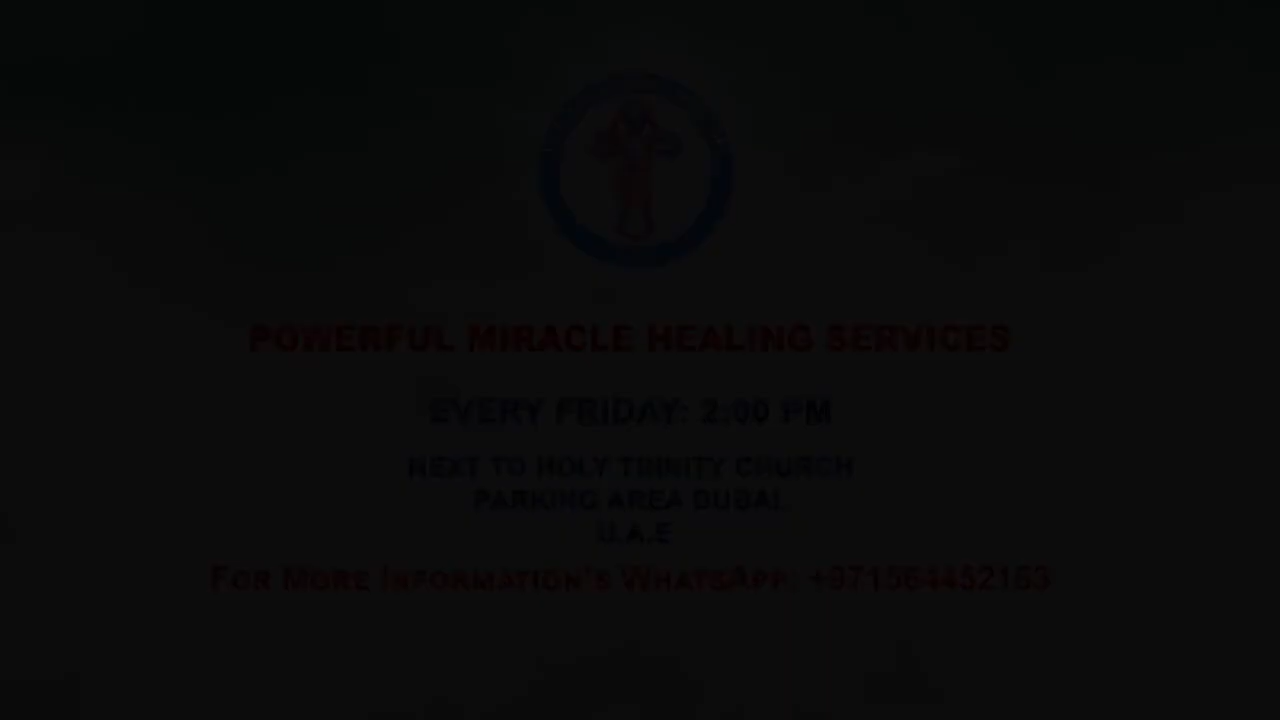 POWERFUL MIRACLE HEALING SERVICES
EVERY FRIDAY: 2:00 PM
NEXT TO HOLY TRINITY CHURCH
PARKING AREA DUBAI
U.A.E
FOR MORE INFORMATION'S WHATSAPP: +971564452163